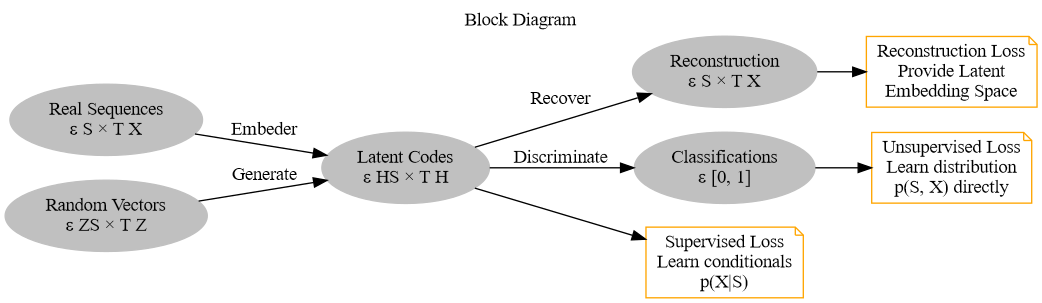 Block Diagram
Real Sequences
ε S × T X
Embeder
Random Vectors
ε ZS × T Z
Generate
Latent Codes
ε HS × T H
Recover
Reconstruction
ε S × T X
Reconstruction Loss
Provide Latent
Embedding Space
Discriminate
Classifications
ε [0, 1]
Unsupervised Loss
Learn distribution
p(S, X) directly
Supervised Loss
Learn conditionals
p(X|S)